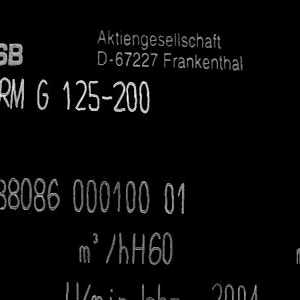 SB
Aktiengesellschaft
D-67227 Frankenthal
RM G 125-200
38086 000100 01
m³/hH60
2004